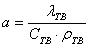 a = λ_ТВ / (C_ТВ · ρ_ТВ)